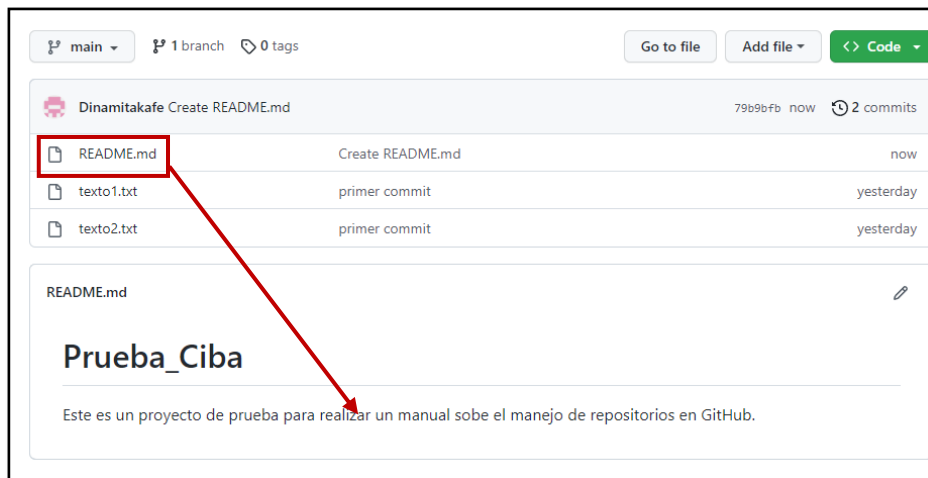 main 1 branch 0 tags Go to file Add file <> Code
Dinamitakafe Create README.md 79b9bfb now 2 commits
README.md Create README.md now
texto1.txt primer commit yesterday
texto2.txt primer commit yesterday
README.md
Prueba_Ciba
Este es un proyecto de prueba para realizar un manual sobe el manejo de repositorios en GitHub.